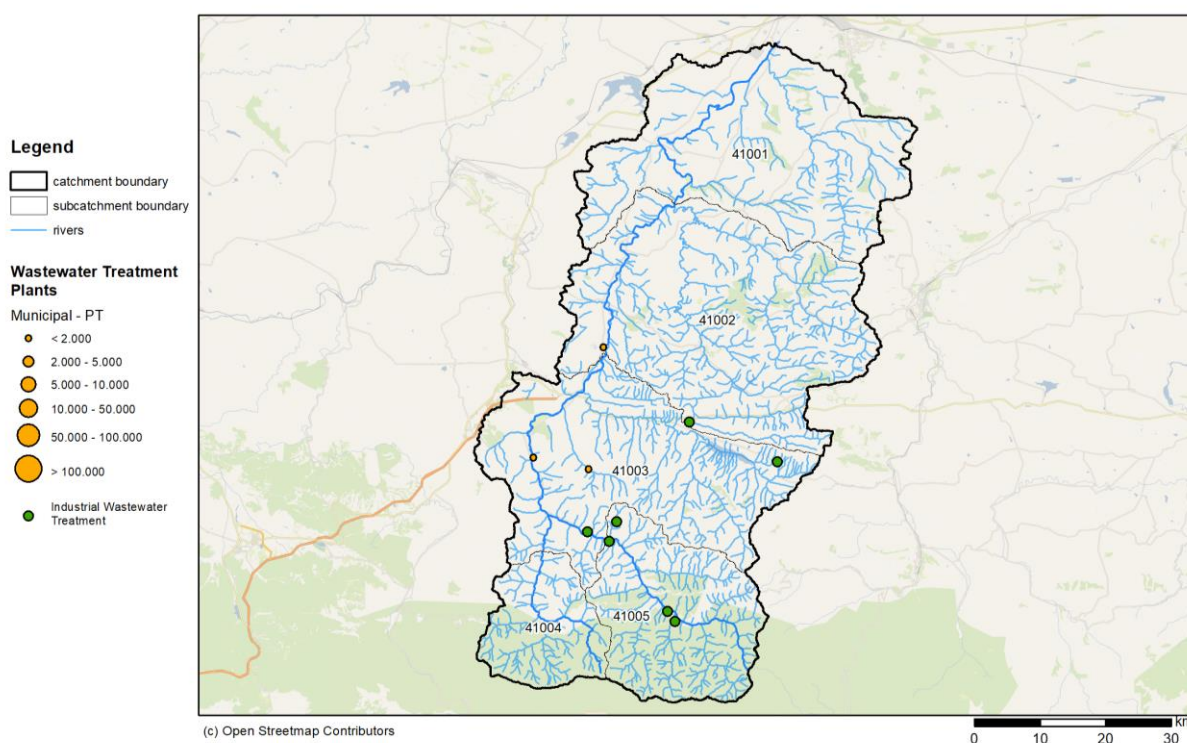 Legend
catchment boundary
subcatchment boundary
rivers
Wastewater Treatment
Plants
Municipal - PT
< 2.000
2.000 - 5.000
5.000 - 10.000
10.000 - 50.000
50.000 - 100.000
> 100.000
Industrial Wastewater
Treatment
41001
41002
41003
41005
41004
(c) Open Streetmap Contributors
km
0 10 20 30